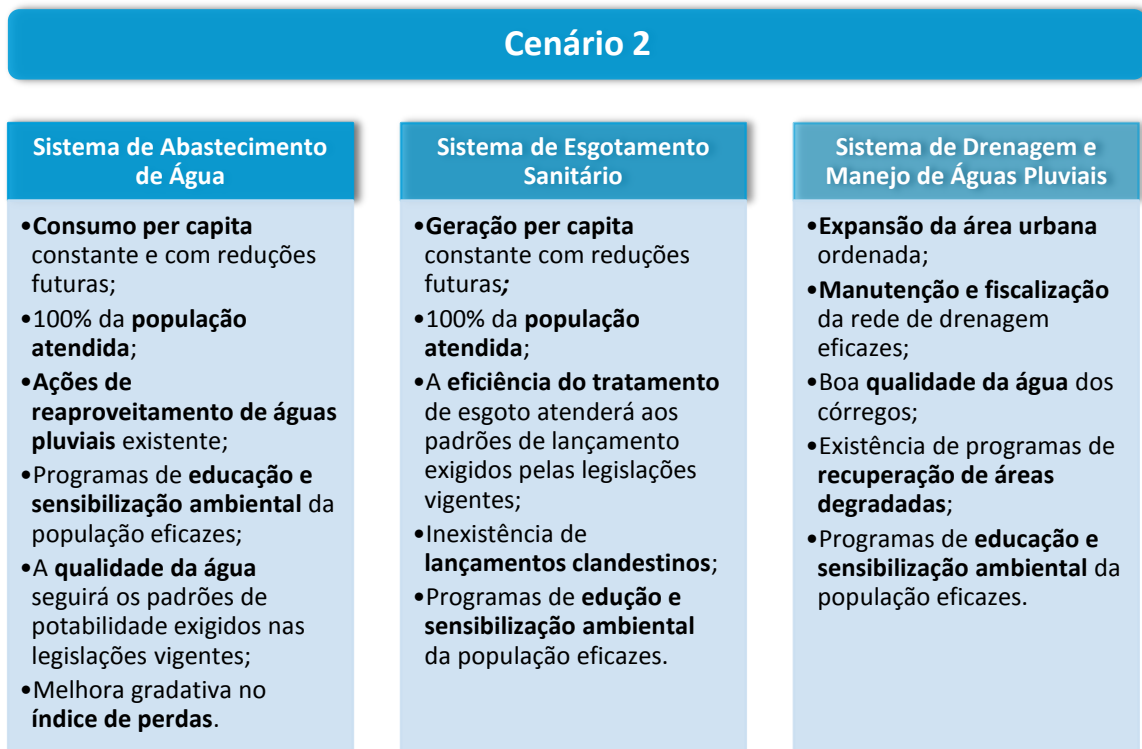 Cenário 2
Sistema de Abastecimento
de Água
•Consumo per capita
constante e com reduções
futuras;
•100% da população
atendida;
•Ações de
reaproveitamento de águas
pluviais existente;
•Programas de educação e
sensibilização ambiental da
população eficazes;
•A qualidade da água
seguirá os padrões de
potabilidade exigidos nas
legislações vigentes;
•Melhora gradativa no
índice de perdas.
Sistema de Esgotamento
Sanitário
•Geração per capita
constante com reduções
futuras;
•100% da população
atendida;
•A eficiência do tratamento
de esgoto atenderá aos
padrões de lançamento
exigidos pelas legislações
vigentes;
•Inexistência de
lançamentos clandestinos;
•Programas de edução e
sensibilização ambiental
da população eficazes.
Sistema de Drenagem e
Manejo de Águas Pluviais
•Expansão da área urbana
ordenada;
•Manutenção e fiscalização
da rede de drenagem
eficazes;
•Boa qualidade da água dos
córregos;
•Existência de programas de
recuperação de áreas
degradadas;
•Programas de educação e
sensibilização ambiental da
população eficazes.